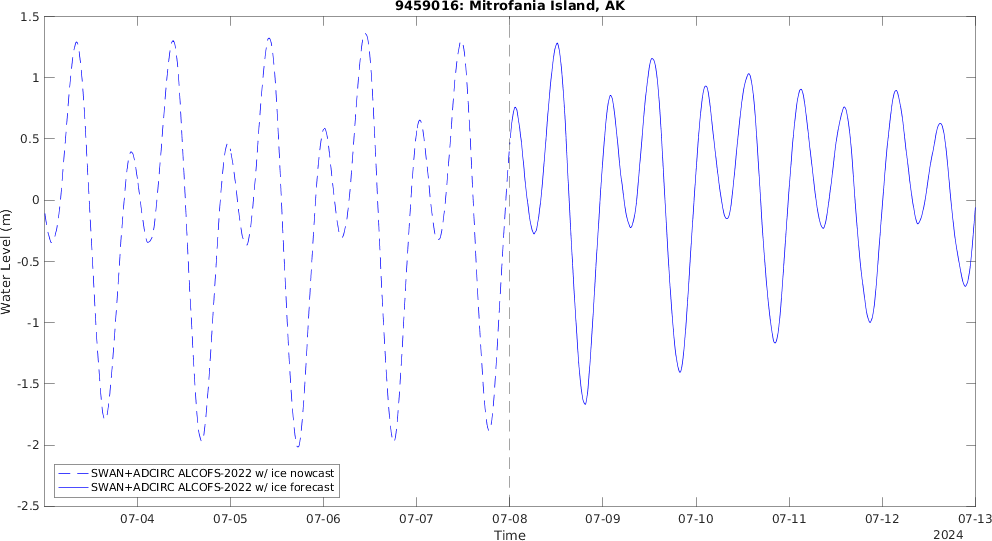 9459016: Mitrofania Island, AK
1.5
1
0.5
0
-0.5
-1
-1.5
-2
-2.5
Water Level (m)
SWAN+ADCIRC ALCOFS-2022 w/ ice nowcast
SWAN+ADCIRC ALCOFS-2022 w/ ice forecast
07-04 07-05 07-06 07-07 07-08 07-09 07-10 07-11 07-12 07-13
Time
2024